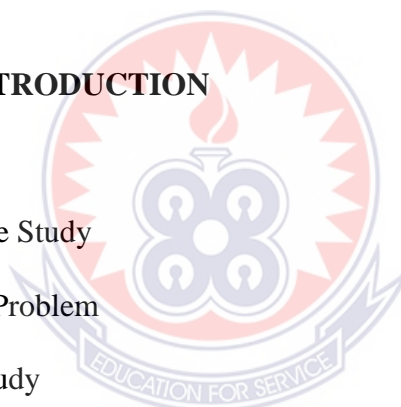 TRODUCTION
e Study
Problem
udy
EDUCATION FOR SERVICE